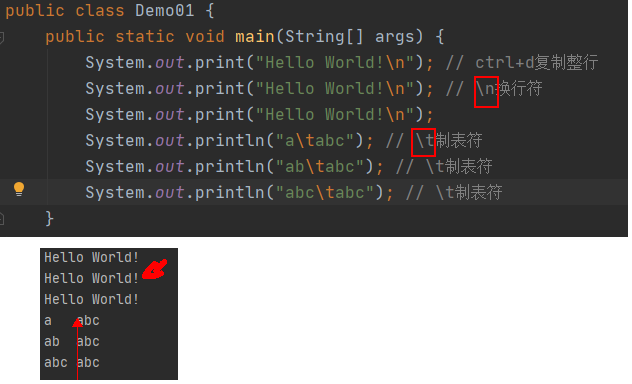 public class Demo01 {
public static void main(String[] args) {
System.out.print("Hello World!\n"); // ctrl+d复制整行
System.out.print("Hello World!\n"); // \n换行符
System.out.print("Hello World!\n");
System.out.println("a\tabc"); // \t制表符
System.out.println("ab\tabc"); // \t制表符
System.out.println("abc\tabc"); // \t制表符
}
Hello World!
Hello World!
Hello World!
a abc
ab abc
abc abc